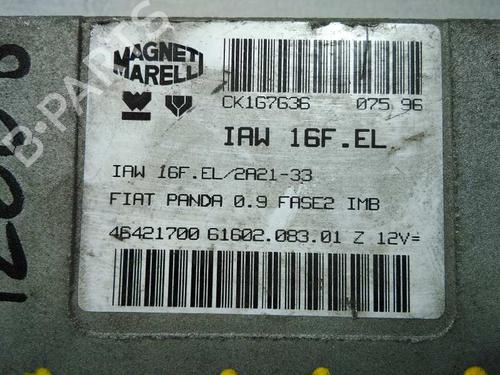 MAGNETI
MARELLI
CK167636 075 96
IAW 16F.EL
IAW 16F.EL/2A21-33
FIAT PANDA 0.9 FASE2 IMB
46421700 61602.083.01 Z 12V=
B-PARTS